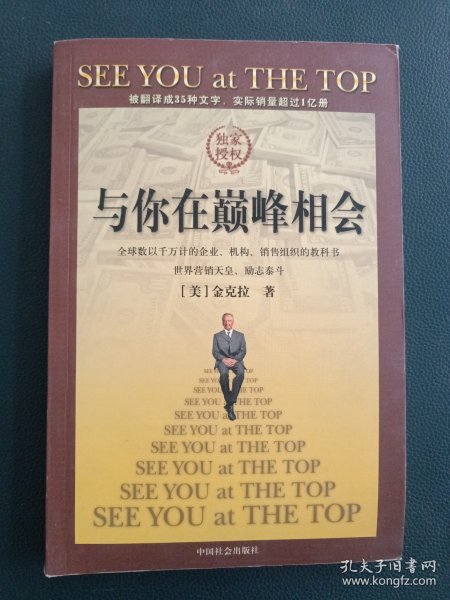 SEE YOU at THE TOP
被翻译成35种文字，实际销量超过1亿册
独家
授权
与你在巅峰相会
全球数以千万计的企业、机构、销售组织的教科书
世界营销天皇、励志泰斗
[美]金克拉 著
SEE YOU at THE TOP
SEE YOU at THE TOP
SEE YOU at THE TOP
SEE YOU at THE TOP
SEE YOU at THE TOP
SEE YOU at THE TOP
中国社会出版社
孔夫子旧书网
www.kongfz.com